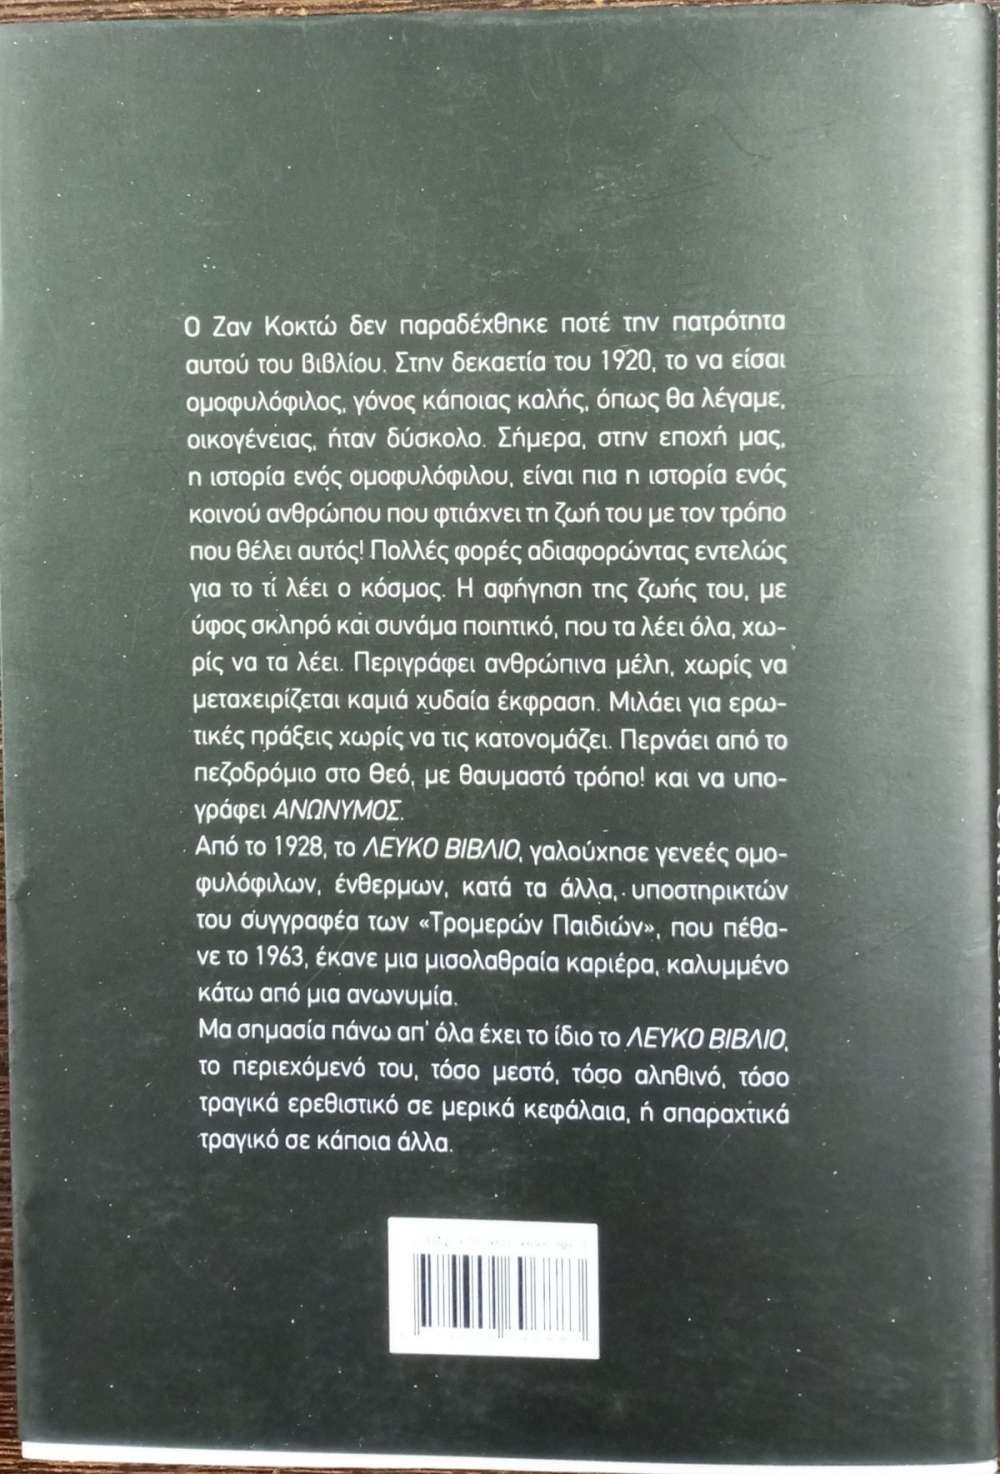 Ο Ζαν Κοκτώ δεν παραδέχθηκε ποτέ την πατρότητα
αυτού του βιβλίου. Στην δεκαετία του 1920, το να είσαι
ομοφυλόφιλος, γόνος κάποιας καλής, όπως θα λέγαμε,
οικογένειας, ήταν δύσκολο. Σήμερα, στην εποχή μας,
η ιστορία ενός ομοφυλόφιλου, είναι πια η ιστορία ενός
κοινού ανθρώπου που φτιάχνει τη ζωή του με τον τρόπο
που θέλει αυτός! Πολλές φορές αδιαφορώντας εντελώς
για το τί λέει ο κόσμος. Η αφήγηση της ζωής του, με
ύφος σκληρό και συνάμα ποιητικό, που τα λέει όλα, χω-
ρίς να τα λέει. Περιγράφει ανθρώπινα μέλη, χωρίς να
μεταχειρίζεται καμιά χυδαία έκφραση. Μιλάει για ερω-
τικές πράξεις χωρίς να τις κατονομάζει. Περνάει από το
πεζοδρόμιο στο Θεό, με θαυμαστό τρόπο! και να υπο-
γράφει ΑΝΩΝΥΜΟΣ.
Από το 1928, το ΛΕΥΚΟ ΒΙΒΛΙΟ, γαλούχησε γενεές ομο-
φυλόφιλων, ένθερμων, κατά τα άλλα, υποστηρικτών
του συγγραφέα των «Τρομερών Παιδιών», που πέθα-
νε το 1963, έκανε μια μισολαθραία καριέρα, καλυμμένο
κάτω από μια ανωνυμία.
Μα σημασία πάνω απ' όλα έχει το ίδιο το ΛΕΥΚΟ ΒΙΒΛΙΟ,
το περιεχόμενό του, τόσο μεστό, τόσο αληθινό, τόσο
τραγικά ερεθιστικό σε μερικά κεφάλαια, ή σπαραχτικά
τραγικό σε κάποια άλλα.